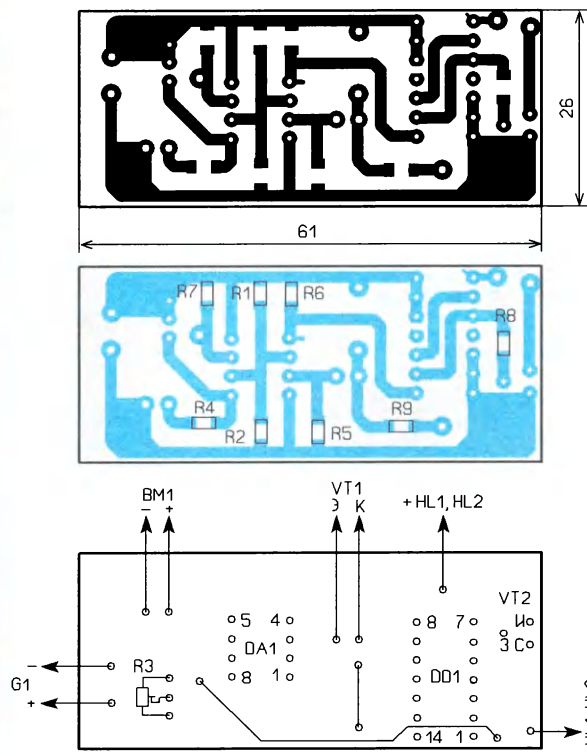 26
61
R7
R1
R6
R8
R4
R2
R5
R9
BM1
− +
VT1
Э К
+ HL1, HL2
VT2
И
З С
5 4
DA1
8 1
8 7
DD1
14 1
R3
G1
−
+